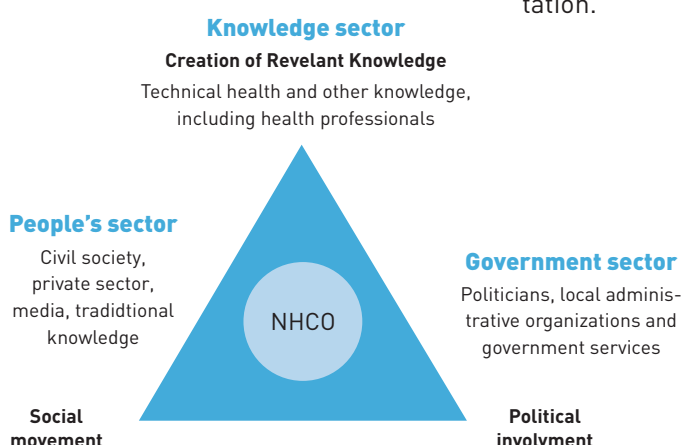 tation.
Knowledge sector
Creation of Revelant Knowledge
Technical health and other knowledge,
including health professionals
People's sector
Civil society,
private sector,
media, tradidtional
knowledge
Government sector
Politicians, local adminis-
trative organizations and
government services
NHCO
Social
movement
Political
involvment